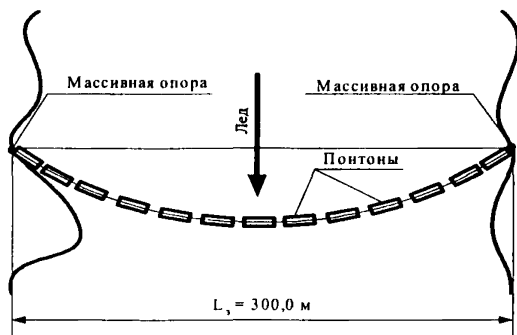 Массивная опора
Массивная опора
Лед
Понтоны
L э = 300,0 м